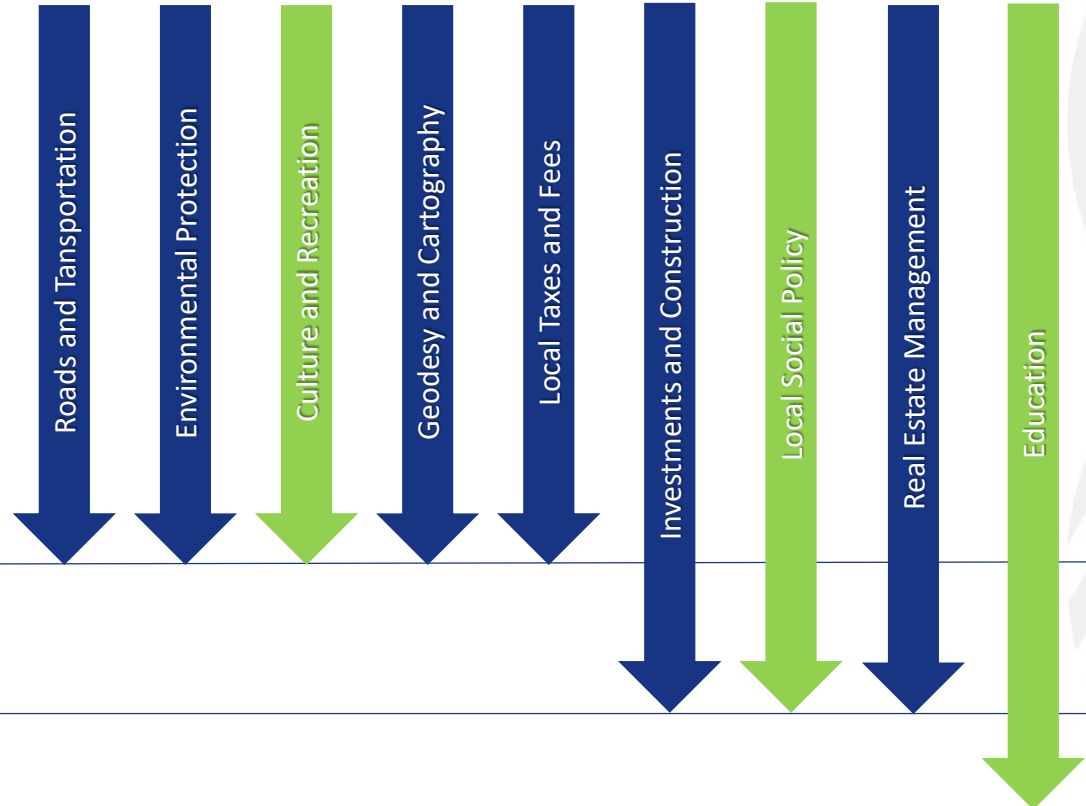 Roads and Tansportation
Environmental Protection
Culture and Recreation
Geodesy and Cartography
Local Taxes and Fees
Investments and Construction
Local Social Policy
Real Estate Management
Education